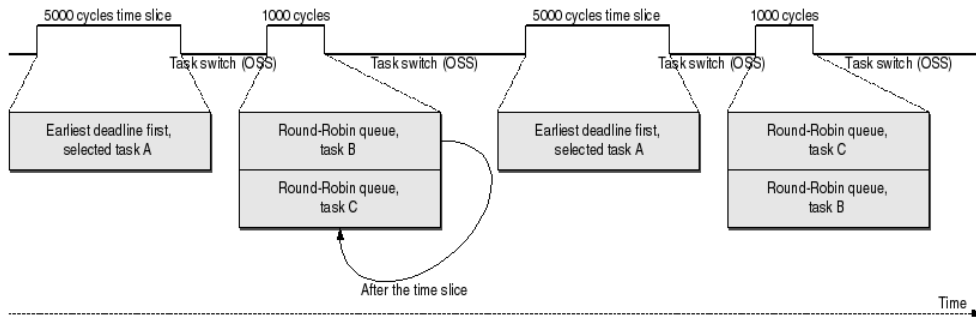 5000 cycles time slice
1000 cycles
5000 cycles time slice
1000 cycles
Task switch (OSS)
Task switch (OSS)
Task switch (OSS)
Task switch (OSS)
Earliest deadline first,
selected task A
Round-Robin queue,
task B
Round-Robin queue,
task C
Earliest deadline first,
selected task A
Round-Robin queue,
task C
Round-Robin queue,
task B
After the time slice
Time